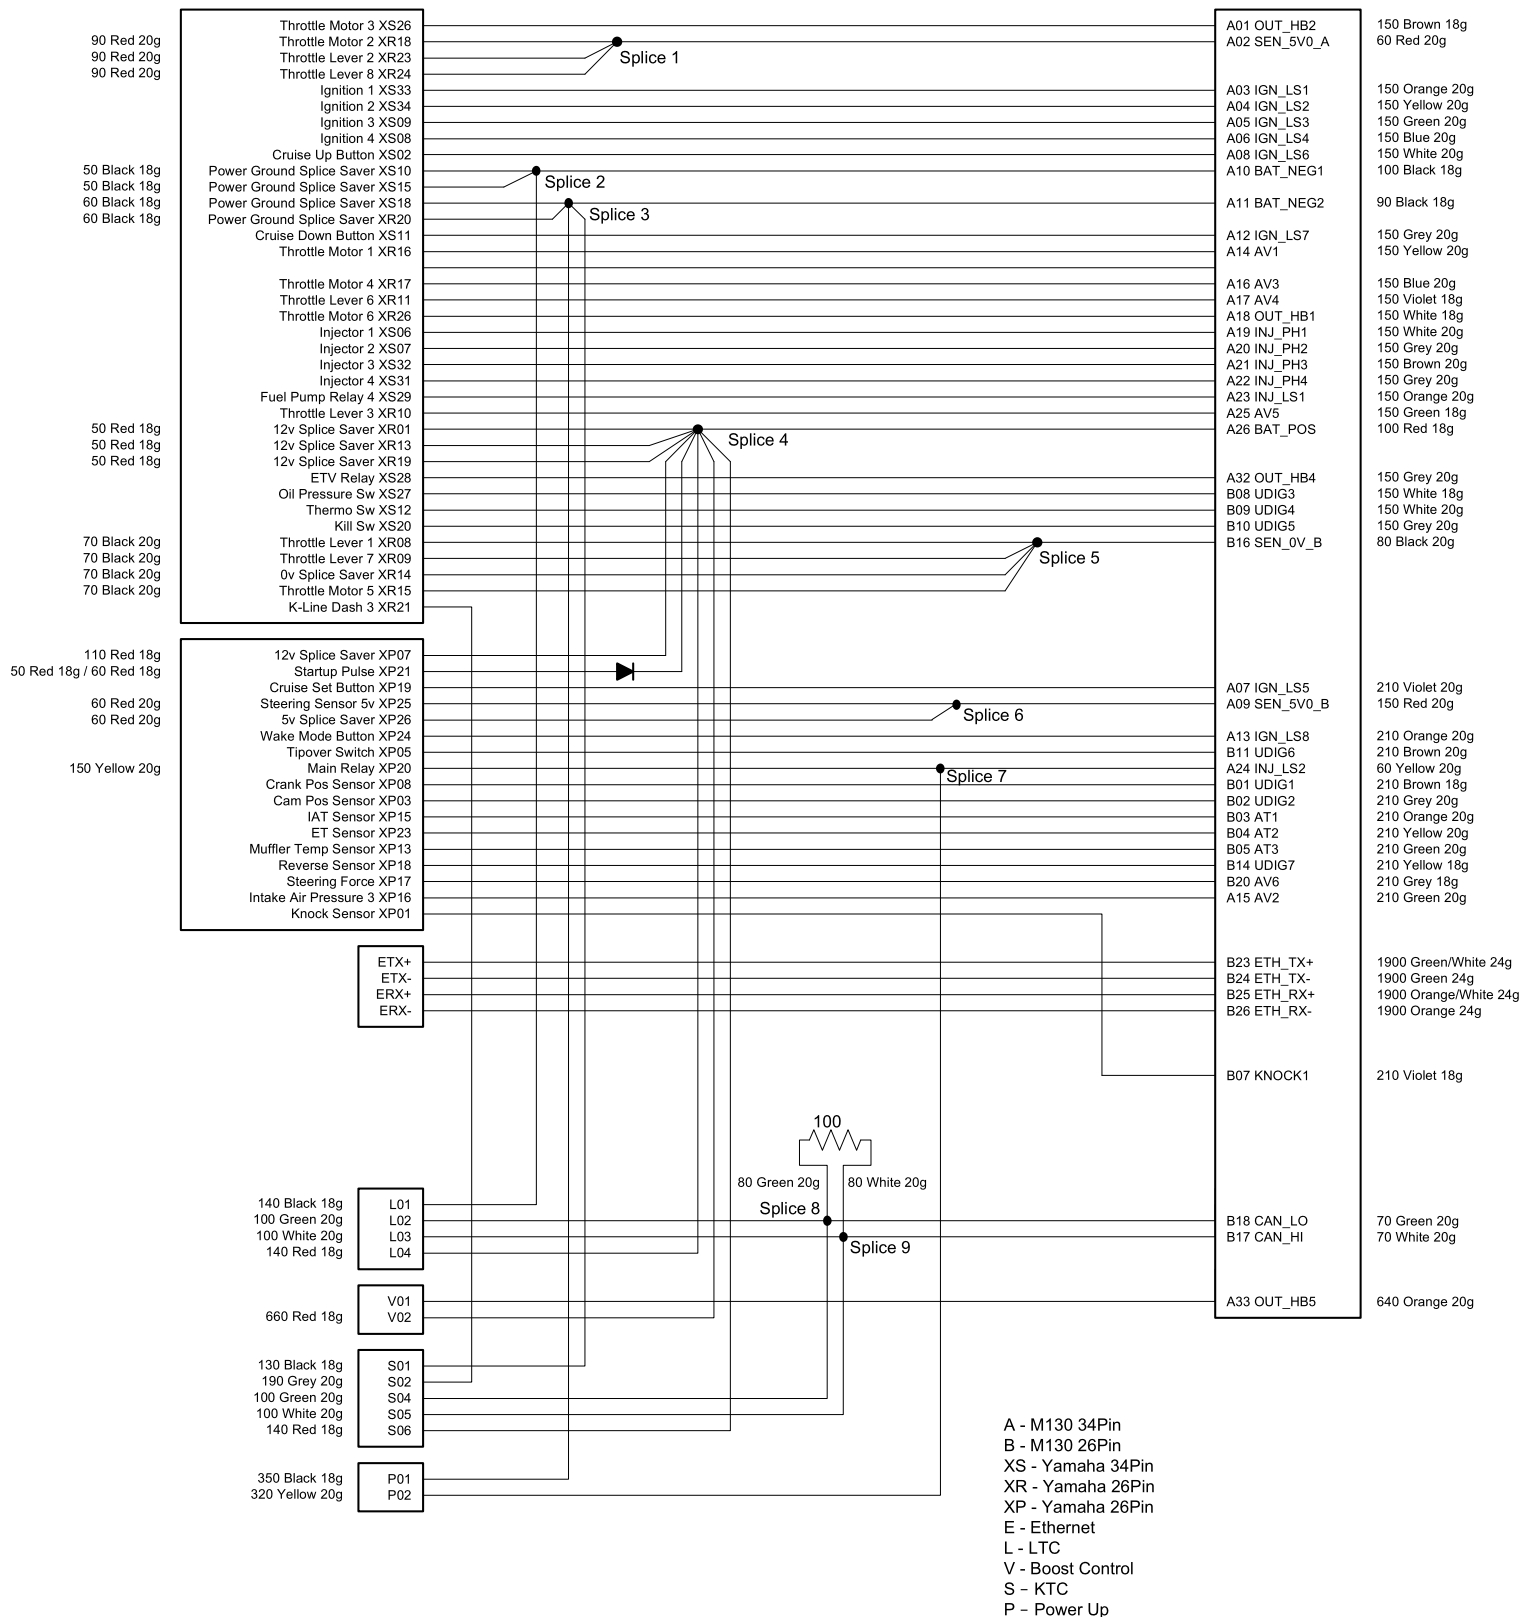 Throttle Motor 3 XS26 A01 OUT_HB2 150 Brown 18g
90 Red 20g Throttle Motor 2 XR18 A02 SEN_5V0_A 60 Red 20g
90 Red 20g Throttle Lever 2 XR23 Splice 1
90 Red 20g Throttle Lever 8 XR24
Ignition 1 XS33 A03 IGN_LS1 150 Orange 20g
Ignition 2 XS34 A04 IGN_LS2 150 Yellow 20g
Ignition 3 XS09 A05 IGN_LS3 150 Green 20g
Ignition 4 XS08 A06 IGN_LS4 150 Blue 20g
Cruise Up Button XS02 A08 IGN_LS6 150 White 20g
50 Black 18g Power Ground Splice Saver XS10 A10 BAT_NEG1 100 Black 18g
50 Black 18g Power Ground Splice Saver XS15 Splice 2
60 Black 18g Power Ground Splice Saver XS18 A11 BAT_NEG2 90 Black 18g
60 Black 18g Power Ground Splice Saver XR20 Splice 3
Cruise Down Button XS11 A12 IGN_LS7 150 Grey 20g
Throttle Motor 1 XR16 A14 AV1 150 Yellow 20g
Throttle Motor 4 XR17 A16 AV3 150 Blue 20g
Throttle Lever 6 XR11 A17 AV4 150 Violet 18g
Throttle Motor 6 XR26 A18 OUT_HB1 150 White 18g
Injector 1 XS06 A19 INJ_PH1 150 White 20g
Injector 2 XS07 A20 INJ_PH2 150 Grey 20g
Injector 3 XS32 A21 INJ_PH3 150 Brown 20g
Injector 4 XS31 A22 INJ_PH4 150 Grey 20g
Fuel Pump Relay 4 XS29 A23 INJ_LS1 150 Orange 20g
Throttle Lever 3 XR10 A25 AV5 150 Green 18g
50 Red 18g 12v Splice Saver XR01 A26 BAT_POS 100 Red 18g
50 Red 18g 12v Splice Saver XR13 Splice 4
50 Red 18g 12v Splice Saver XR19
ETV Relay XS28 A32 OUT_HB4 150 Grey 20g
Oil Pressure Sw XS27 B08 UDIG3 150 White 18g
Thermo Sw XS12 B09 UDIG4 150 White 20g
Kill Sw XS20 B10 UDIG5 150 Grey 20g
70 Black 20g Throttle Lever 1 XR08 B16 SEN_0V_B 80 Black 20g
70 Black 20g Throttle Lever 7 XR09 Splice 5
70 Black 20g 0v Splice Saver XR14
70 Black 20g Throttle Motor 5 XR15
K-Line Dash 3 XR21
110 Red 18g 12v Splice Saver XP07
50 Red 18g / 60 Red 18g Startup Pulse XP21
Cruise Set Button XP19 A07 IGN_LS5 210 Violet 20g
60 Red 20g Steering Sensor 5v XP25 A09 SEN_5V0_B 150 Red 20g
60 Red 20g 5v Splice Saver XP26 Splice 6
Wake Mode Button XP24 A13 IGN_LS8 210 Orange 20g
Tipover Switch XP05 B11 UDIG6 210 Brown 20g
150 Yellow 20g Main Relay XP20 A24 INJ_LS2 60 Yellow 20g
Splice 7
Crank Pos Sensor XP08 B01 UDIG1 210 Brown 18g
Cam Pos Sensor XP03 B02 UDIG2 210 Grey 20g
IAT Sensor XP15 B03 AT1 210 Orange 20g
ET Sensor XP23 B04 AT2 210 Yellow 20g
Muffler Temp Sensor XP13 B05 AT3 210 Green 20g
Reverse Sensor XP18 B14 UDIG7 210 Yellow 18g
Steering Force XP17 B20 AV6 210 Grey 18g
Intake Air Pressure 3 XP16 A15 AV2 210 Green 20g
Knock Sensor XP01
ETX+ B23 ETH_TX+ 1900 Green/White 24g
ETX- B24 ETH_TX- 1900 Green 24g
ERX+ B25 ETH_RX+ 1900 Orange/White 24g
ERX- B26 ETH_RX- 1900 Orange 24g
B07 KNOCK1 210 Violet 18g
100
80 Green 20g 80 White 20g
140 Black 18g L01 Splice 8
100 Green 20g L02 B18 CAN_LO 70 Green 20g
100 White 20g L03 B17 CAN_HI 70 White 20g
140 Red 18g L04 Splice 9
V01 A33 OUT_HB5 640 Orange 20g
660 Red 18g V02
130 Black 18g S01
190 Grey 20g S02
100 Green 20g S04
100 White 20g S05
140 Red 18g S06
350 Black 18g P01
320 Yellow 20g P02
A - M130 34Pin
B - M130 26Pin
XS - Yamaha 34Pin
XR - Yamaha 26Pin
XP - Yamaha 26Pin
E - Ethernet
L - LTC
V - Boost Control
S – KTC
P – Power Up